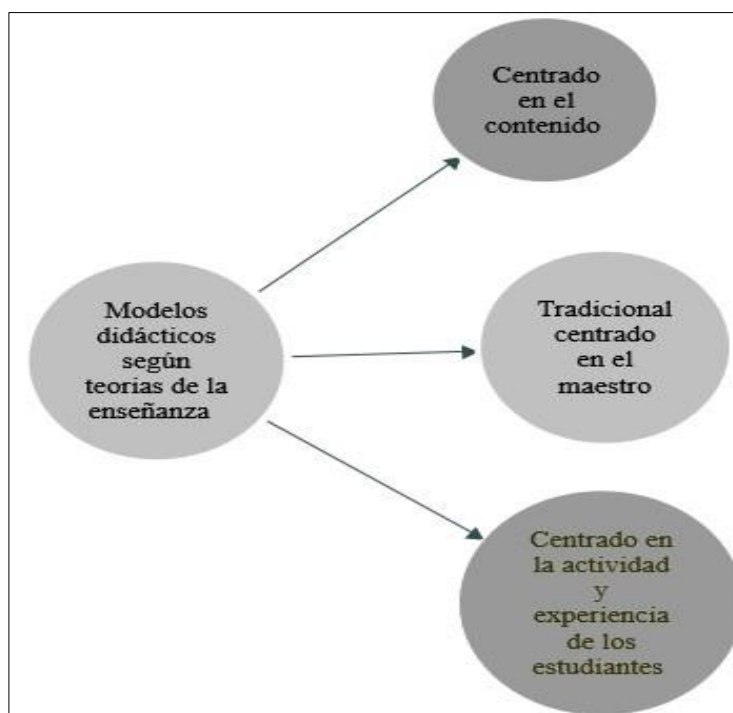 Centrado
en el
contenido
Modelos
didácticos
según
teorias de la
enseñanza
Tradicional
centrado
en el
maestro
Centrado en
la actividad
y
experiencia
de los
estudiantes